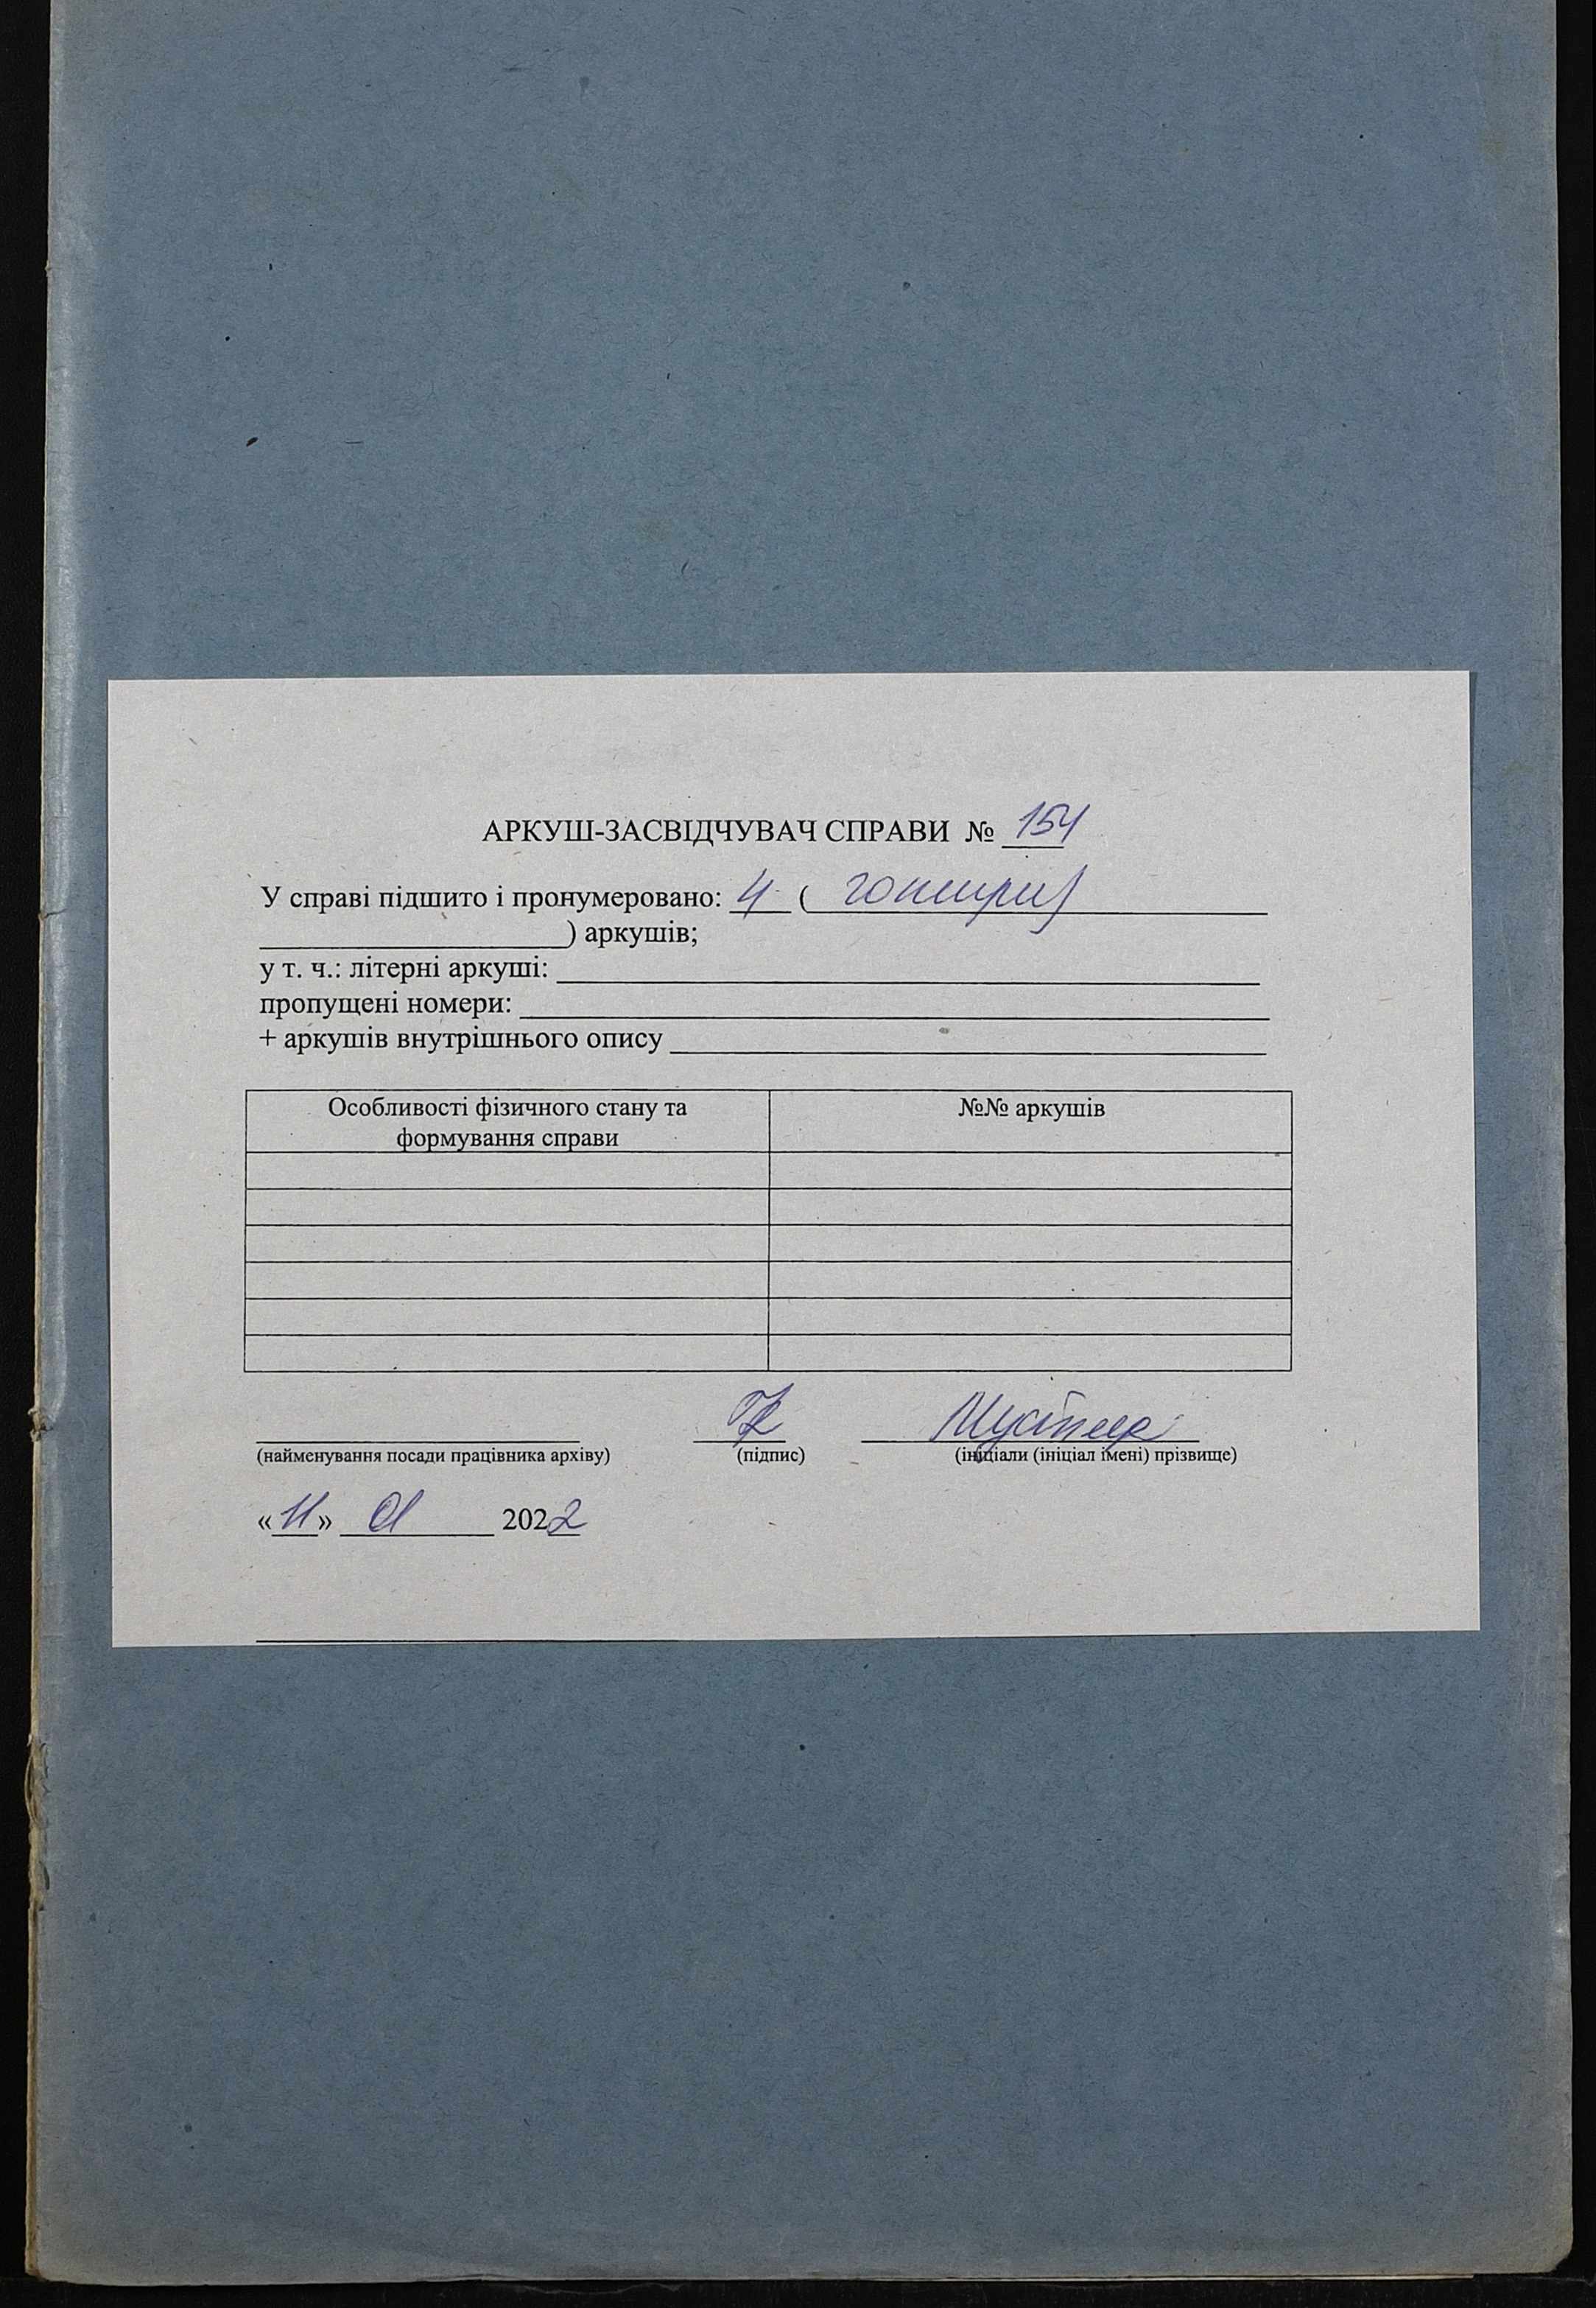 АРКУШ-ЗАСВІДЧУВАЧ СПРАВИ № 154
У справі підшито і пронумеровано: 4 ( чотири)
) аркушів;
у т. ч.: літерні аркуші:
пропущені номери:
+ аркушів внутрішнього опису
Особливості фізичного стану та формування справи
№№ аркушів
(найменування посади працівника архіву)
(підпис)
(ініціали (ініціал імені) прізвище)
«11» 01 2022